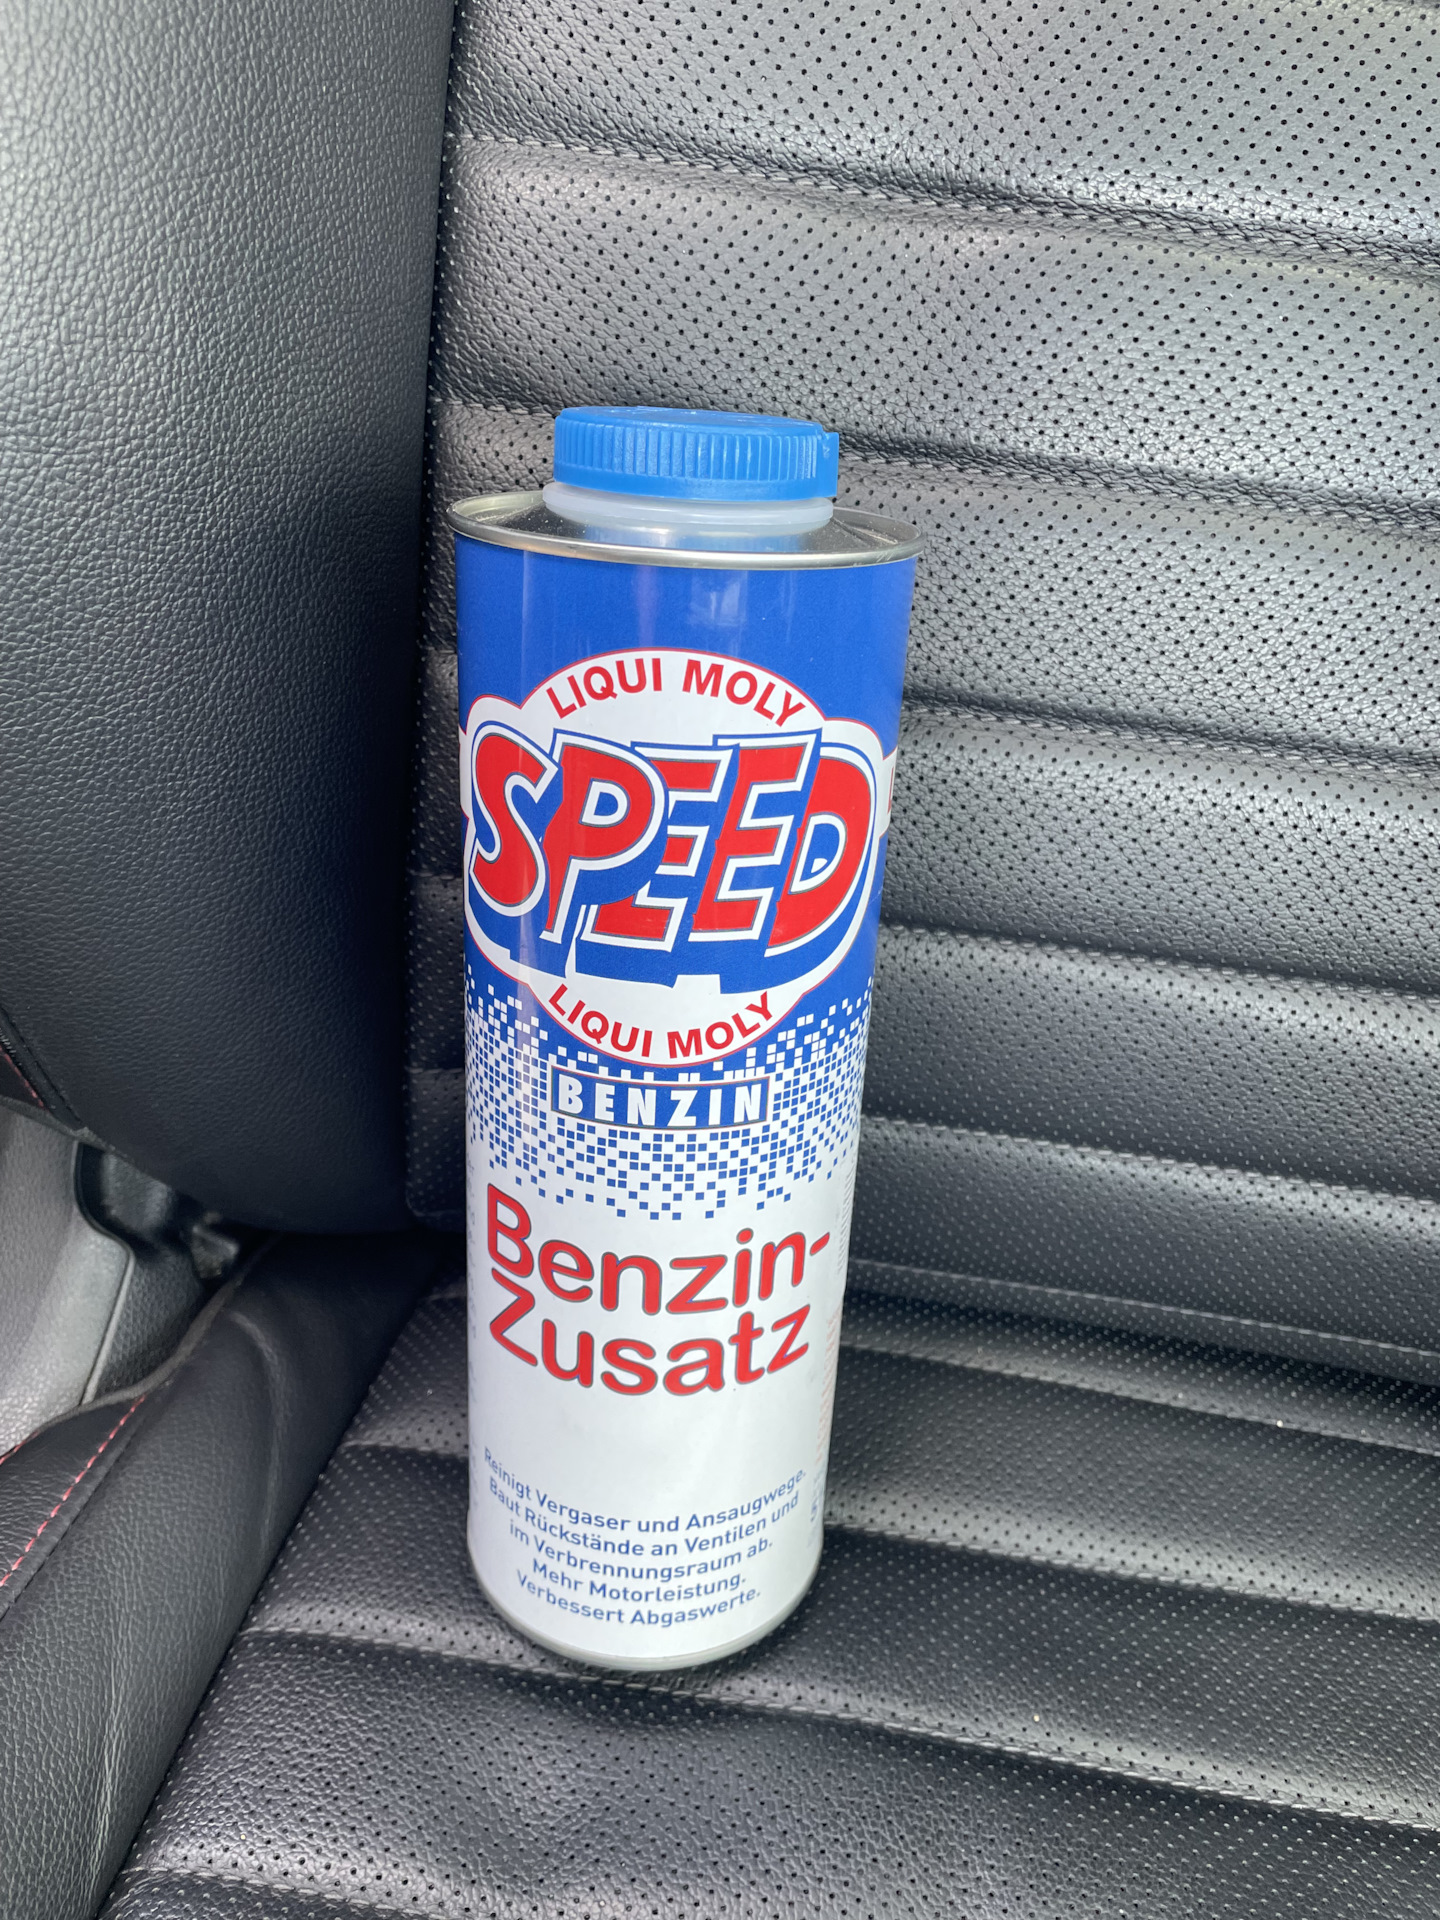 LIQUI MOLY
SPEED
LIQUI MOLY
BENZIN
Benzin-
Zusatz
Reinigt Vergaser und Ansaugwege.
Baut Rückstände an Ventilen und
im Verbrennungsraum ab.
Mehr Motorleistung.
Verbessert Abgaswerte.